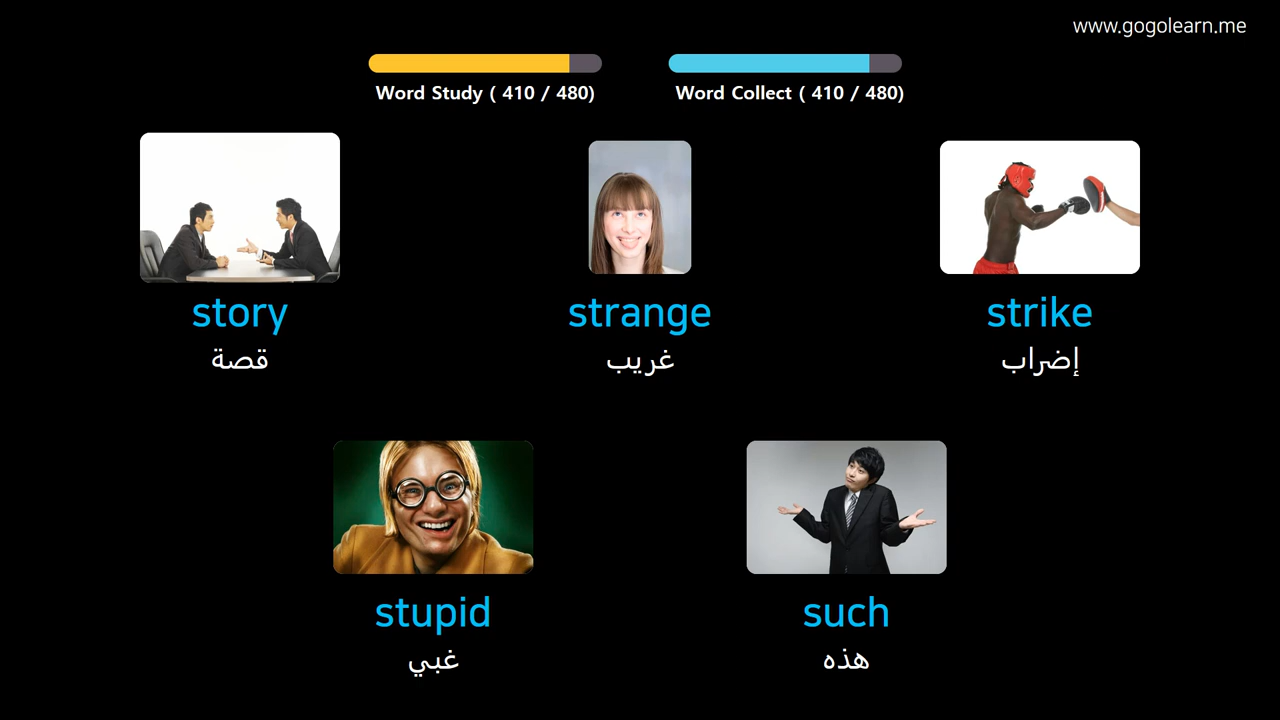 www.gogolearn.me
Word Study ( 410 / 480)
Word Collect ( 410 / 480)
story
قصة
strange
غريب
strike
إضراب
stupid
غبي
such
هذه